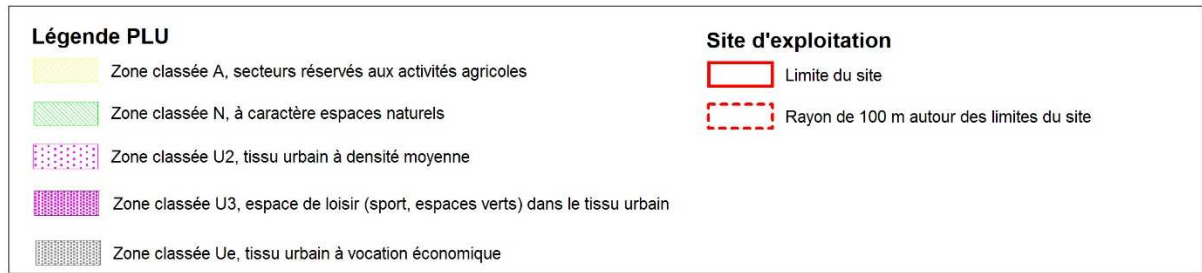 Légende PLU
Zone classée A, secteurs réservés aux activités agricoles
Zone classée N, à caractère espaces naturels
Zone classée U2, tissu urbain à densité moyenne
Zone classée U3, espace de loisir (sport, espaces verts) dans le tissu urbain
Zone classée Ue, tissu urbain à vocation économique
Site d'exploitation
Limite du site
Rayon de 100 m autour des limites du site